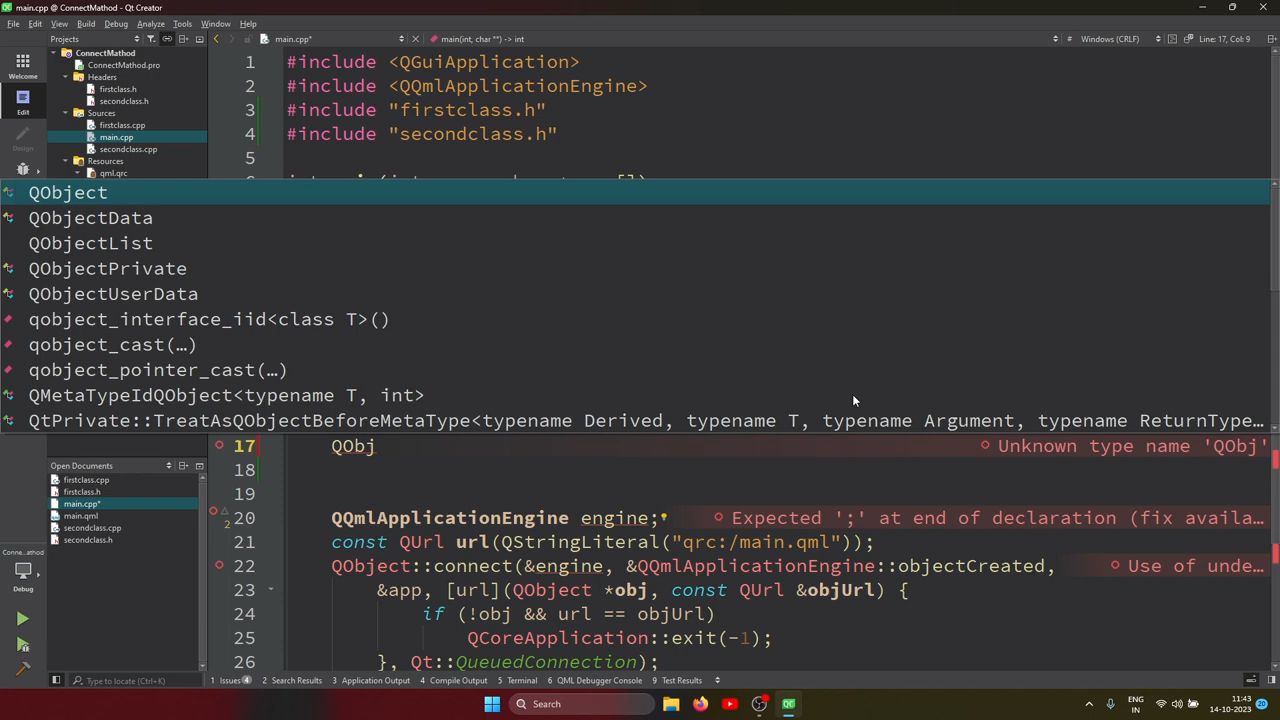 main.cpp @ ConnectMathod - Qt Creator
File Edit View Build Debug Analyze Tools Window Help
Projects
main.cpp*
main(int, char **) -> int
# Windows (CRLF) Line: 17, Col: 9
Welcome
Edit
Design
ConnectMathod
ConnectMathod.pro
Headers
firstclass.h
secondclass.h
Sources
firstclass.cpp
main.cpp
secondclass.cpp
Resources
qml.qrc
1 #include <QGuiApplication>
2 #include <QQmlApplicationEngine>
3 #include "firstclass.h"
4 #include "secondclass.h"
5
QObject
QObjectData
QObjectList
QObjectPrivate
QObjectUserData
qobject_interface_iid<class T>()
qobject_cast(…)
qobject_pointer_cast(…)
QMetaTypeIdQObject<typename T, int>
QtPrivate::TreatAsQObjectBeforeMetaType<typename Derived, typename T, typename Argument, typename ReturnType…
17 QObj Unknown type name 'QObj'
18
19
2
20 QQmlApplicationEngine engine; Expected ';' at end of declaration (fix availa…
21 const QUrl url(QStringLiteral("qrc:/main.qml"));
22 QObject::connect(&engine, &QQmlApplicationEngine::objectCreated, Use of unde…
23 &app, [url](QObject *obj, const QUrl &objUrl) {
24 if (!obj && url == objUrl)
25 QCoreApplication::exit(-1);
26 }, Qt::QueuedConnection);
Open Documents
firstclass.cpp
firstclass.h
main.cpp*
main.qml
secondclass.cpp
secondclass.h
Conne…athod
Debug
Type to locate (Ctrl+K)
1 Issues 4 2 Search Results 3 Application Output 4 Compile Output 5 Terminal 6 QML Debugger Console 9 Test Results
Search
ENG
IN
11:43
14-10-2023
20